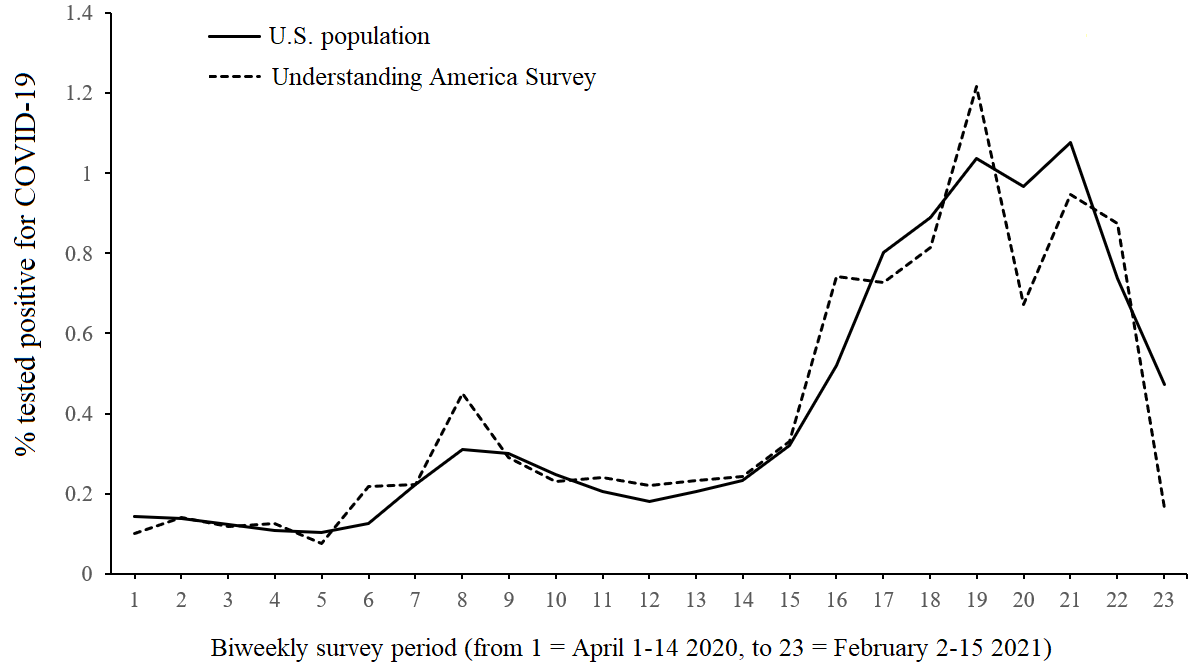 1.4
U.S. population
Understanding America Survey
1.2
1
0.8
0.6
0.4
0.2
0
% tested positive for COVID-19
1 2 3 4 5 6 7 8 9 10 11 12 13 14 15 16 17 18 19 20 21 22 23
Biweekly survey period (from 1 = April 1-14 2020, to 23 = February 2-15 2021)